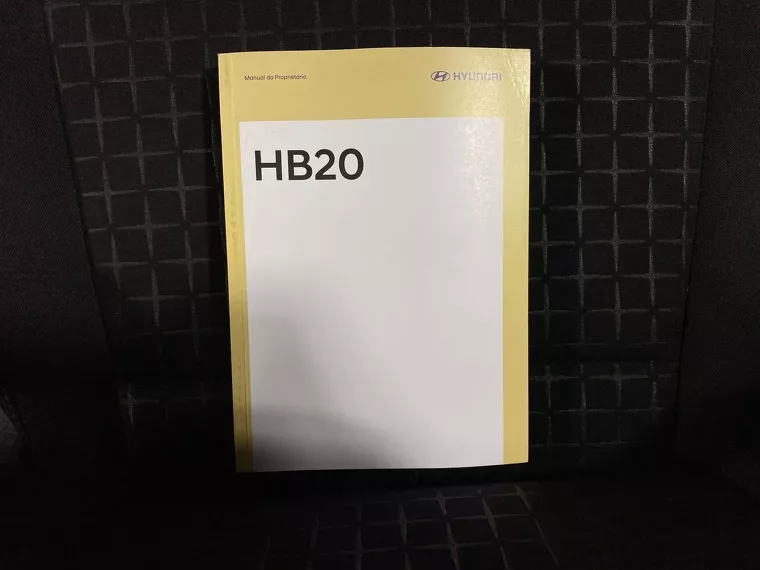 Manual do Proprietário
HYUNDAI
HB20